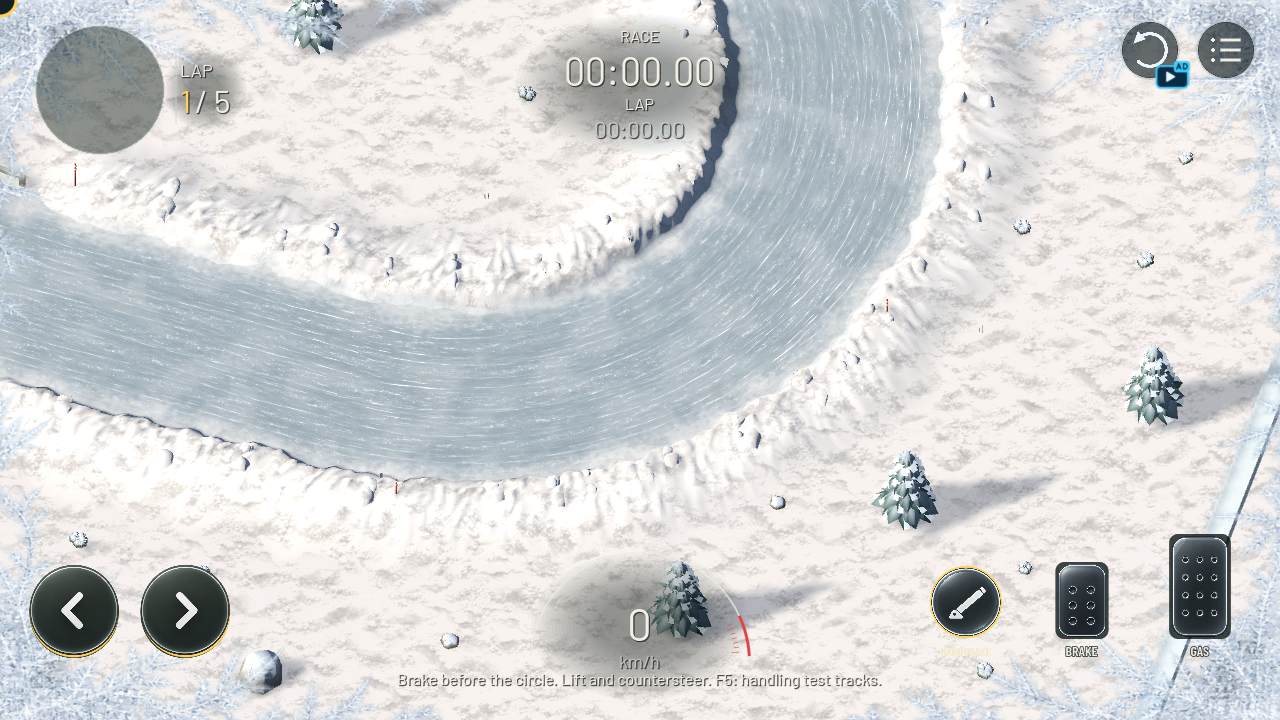 RACE
00:00.00
LAP
00:00.00
LAP
1/ 5
AD
0
km/h
BRAKE
GAS
Brake before the circle. Lift and countersteer. F5: handling test tracks.